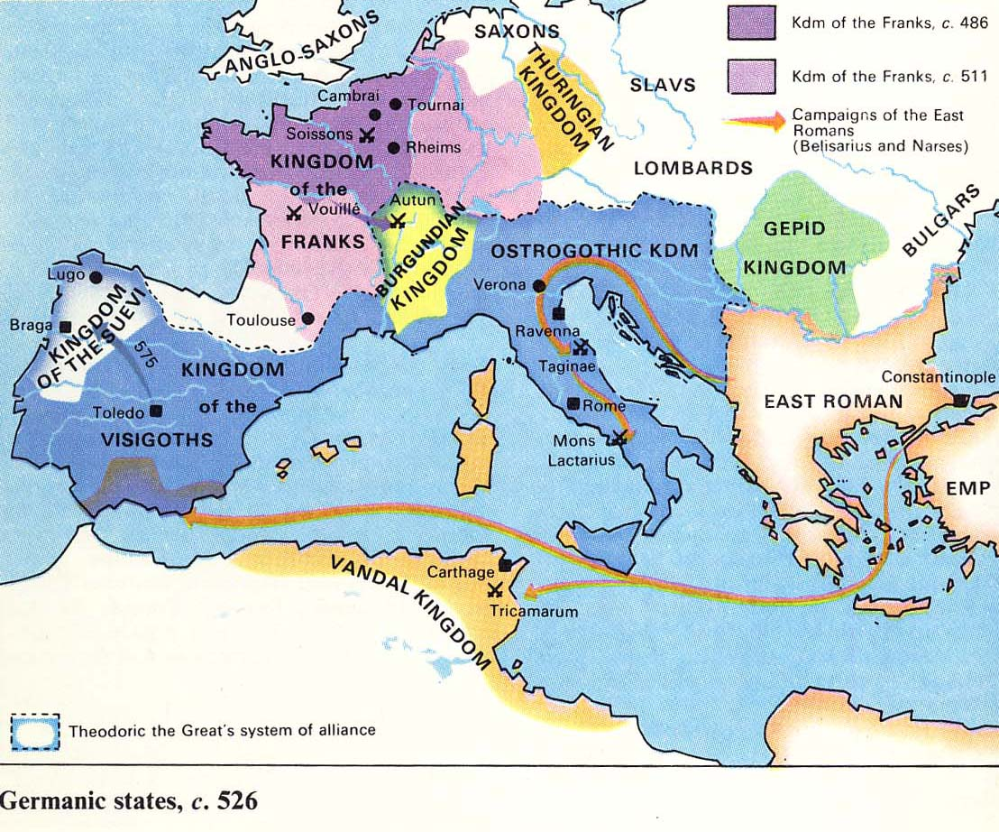 SAXONS
ANGLO-SAXONS
THURINGIAN
KINGDOM
SLAVS
LOMBARDS
Kdm of the Franks, c. 486
Kdm of the Franks, c. 511
Campaigns of the East
Romans
(Belisarius and Narses)
Cambrai
Tournai
Soissons
Rheims
KINGDOM
of the
FRANKS
Vouillé
Autun
BURGUNDIAN
KINGDOM
OSTROGOTHIC KDM
GEPID
KINGDOM
BULGARS
Lugo
Braga
KINGDOM
OF THE SUEVI
575
Toulouse
Verona
Ravenna
Taginae
Rome
Mons
Lactarius
KINGDOM
of the
VISIGOTHS
Toledo
Constantinople
EAST ROMAN
EMP
VANDAL KINGDOM
Carthage
Tricamarum
Theodoric the Great's system of alliance
Germanic states, c. 526